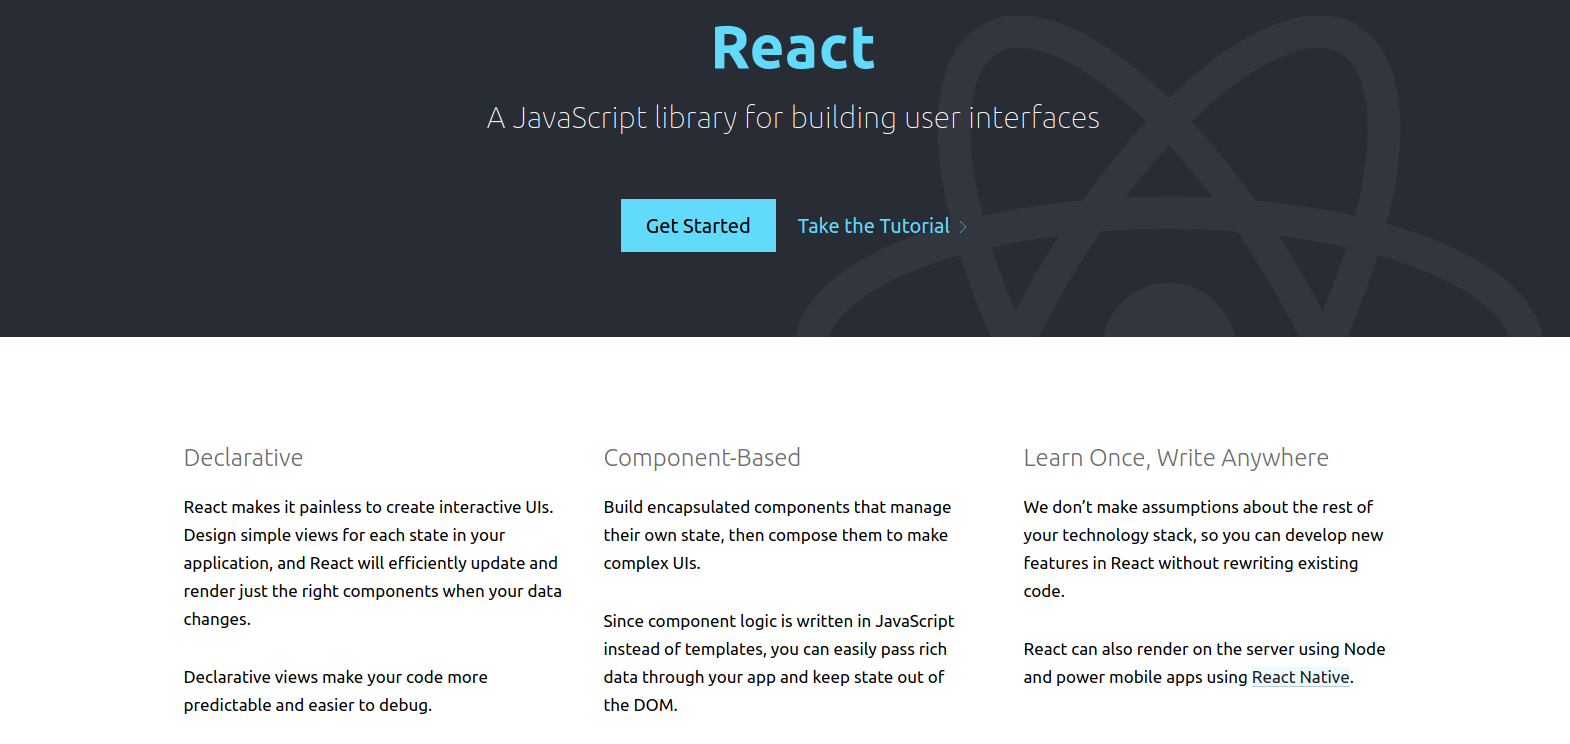 React
A JavaScript library for building user interfaces
Get Started
Take the Tutorial
Declarative
React makes it painless to create interactive UIs.
Design simple views for each state in your
application, and React will efficiently update and
render just the right components when your data
changes.
Declarative views make your code more
predictable and easier to debug.
Component-Based
Build encapsulated components that manage
their own state, then compose them to make
complex UIs.
Since component logic is written in JavaScript
instead of templates, you can easily pass rich
data through your app and keep state out of
the DOM.
Learn Once, Write Anywhere
We don’t make assumptions about the rest of
your technology stack, so you can develop new
features in React without rewriting existing
code.
React can also render on the server using Node
and power mobile apps using React Native.